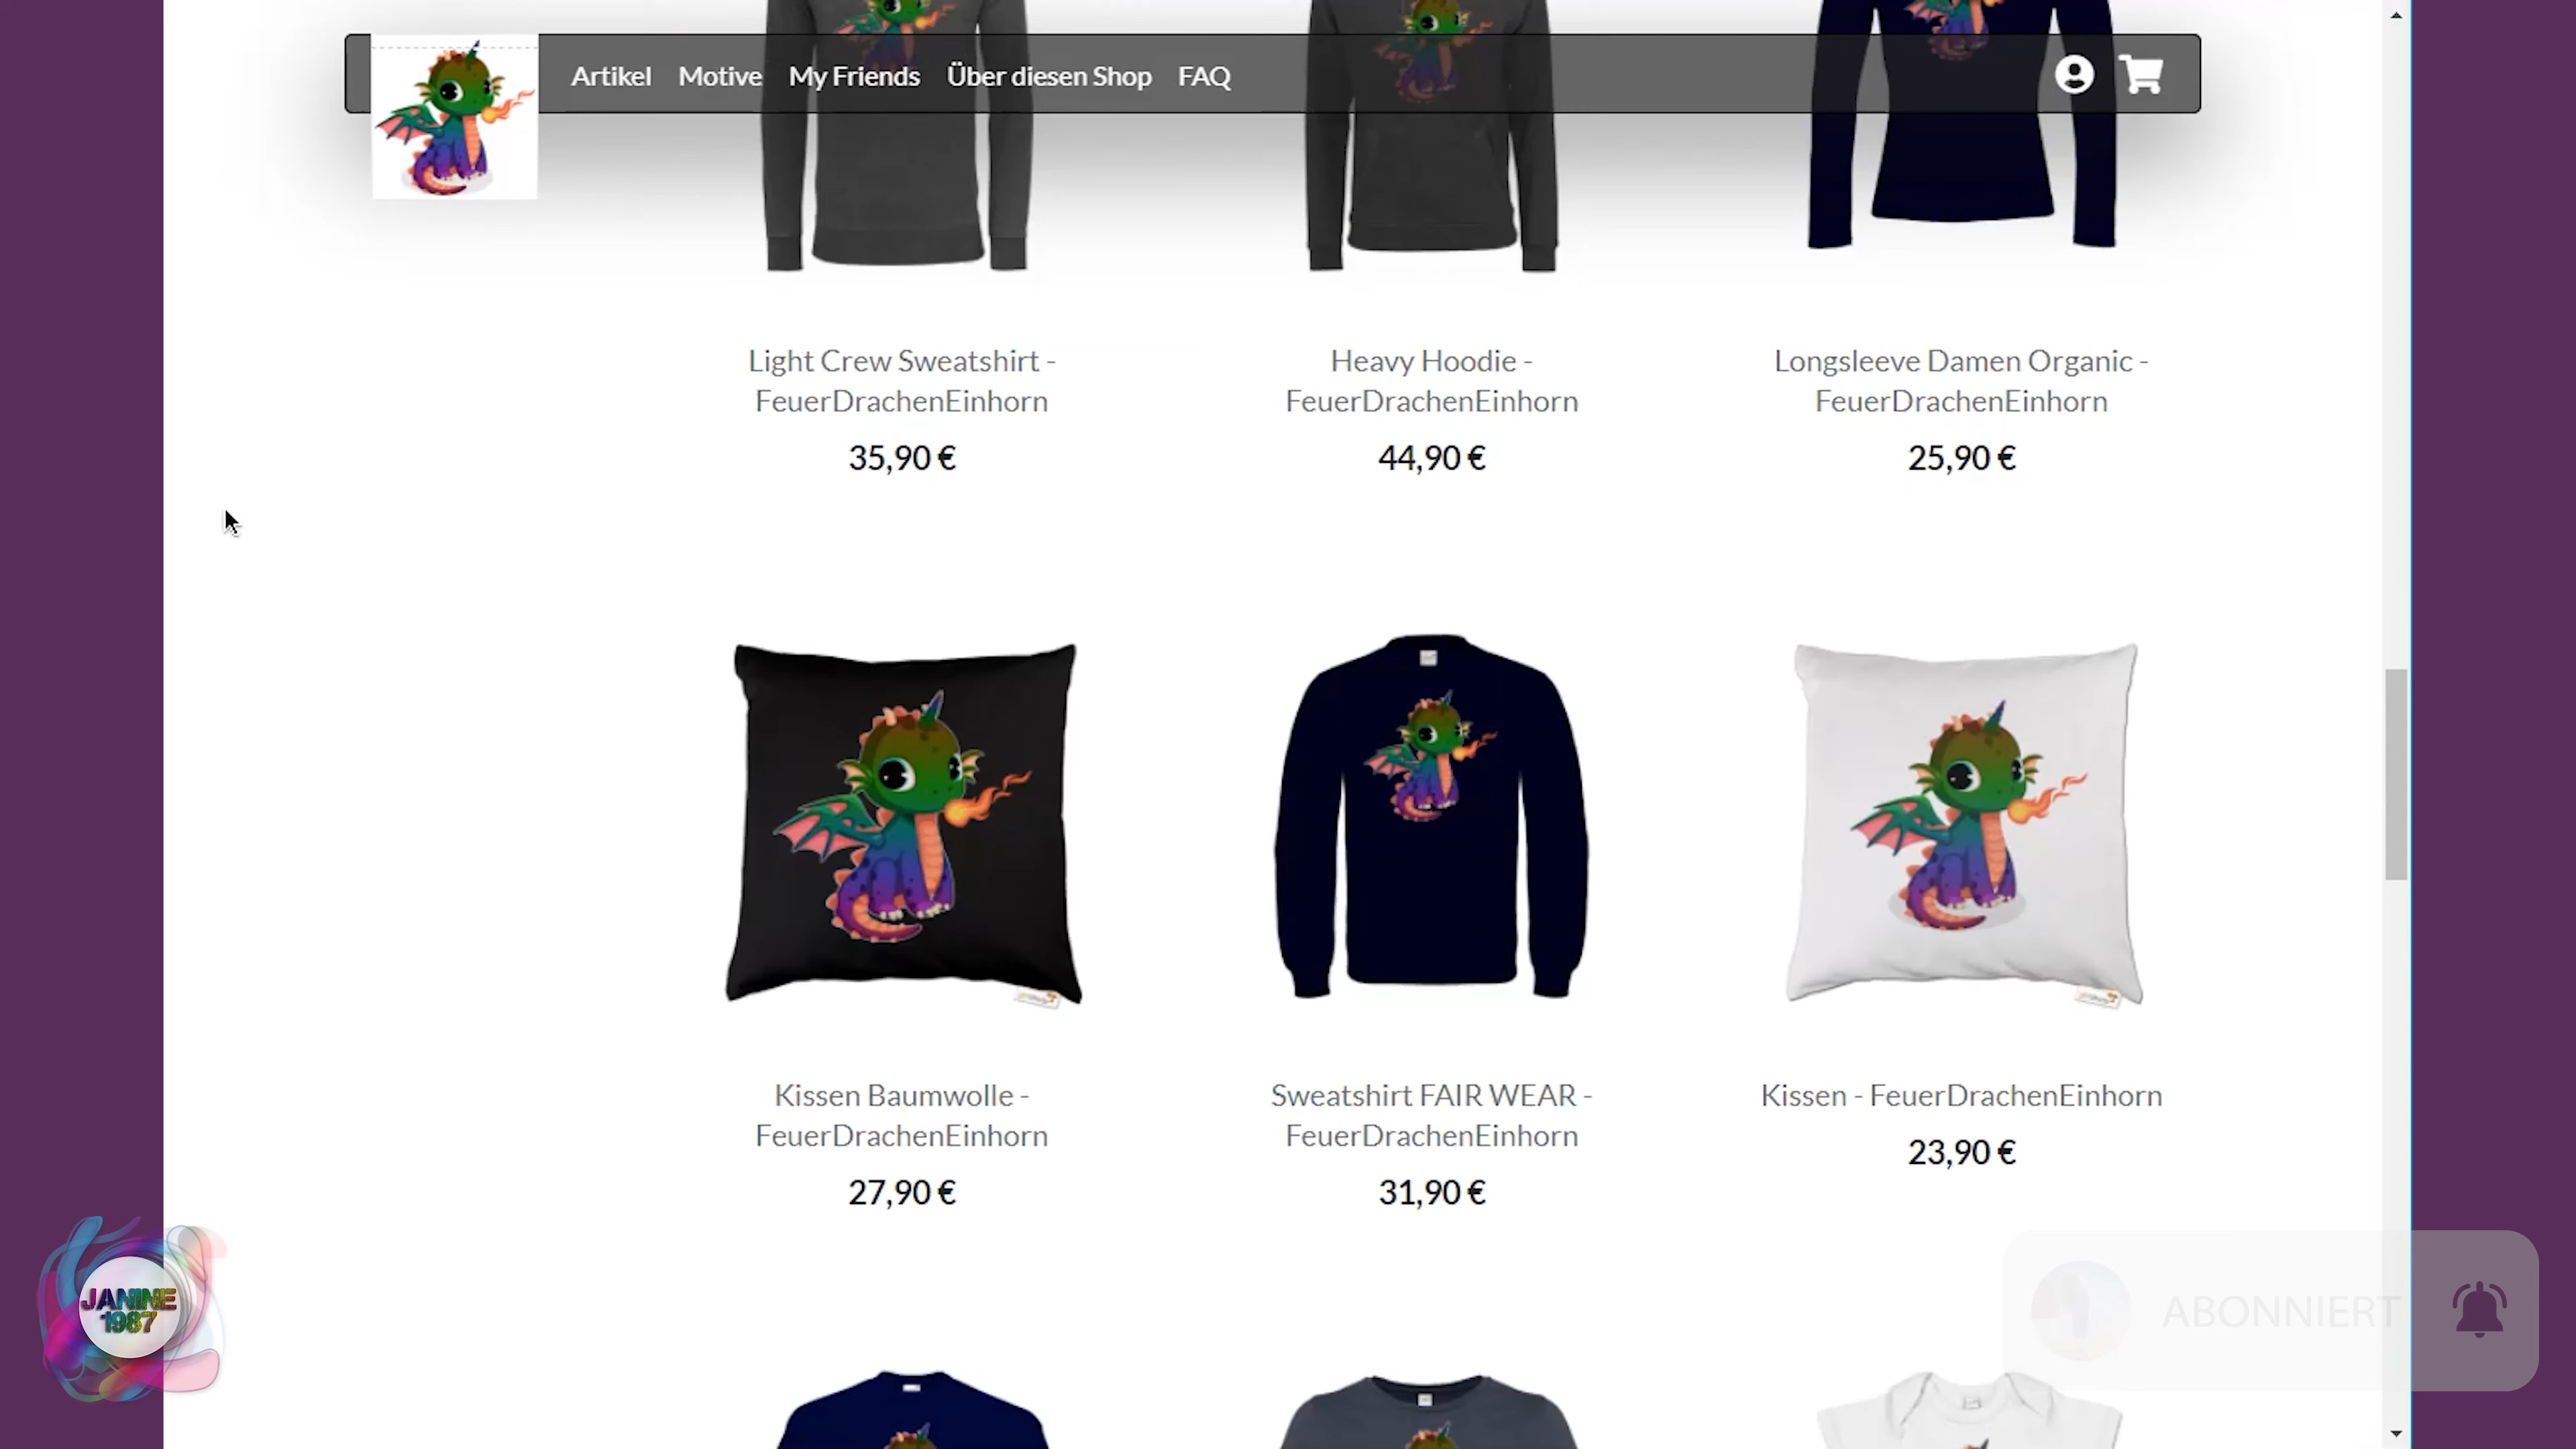 Artikel Motive My Friends Über diesen Shop FAQ
Light Crew Sweatshirt -
FeuerDrachenEinhorn
35,90 €
Heavy Hoodie -
FeuerDrachenEinhorn
44,90 €
Longsleeve Damen Organic -
FeuerDrachenEinhorn
25,90 €
Kissen Baumwolle -
FeuerDrachenEinhorn
27,90 €
Sweatshirt FAIR WEAR -
FeuerDrachenEinhorn
31,90 €
Kissen - FeuerDrachenEinhorn
23,90 €
JANINE
1987
ABONNIERT